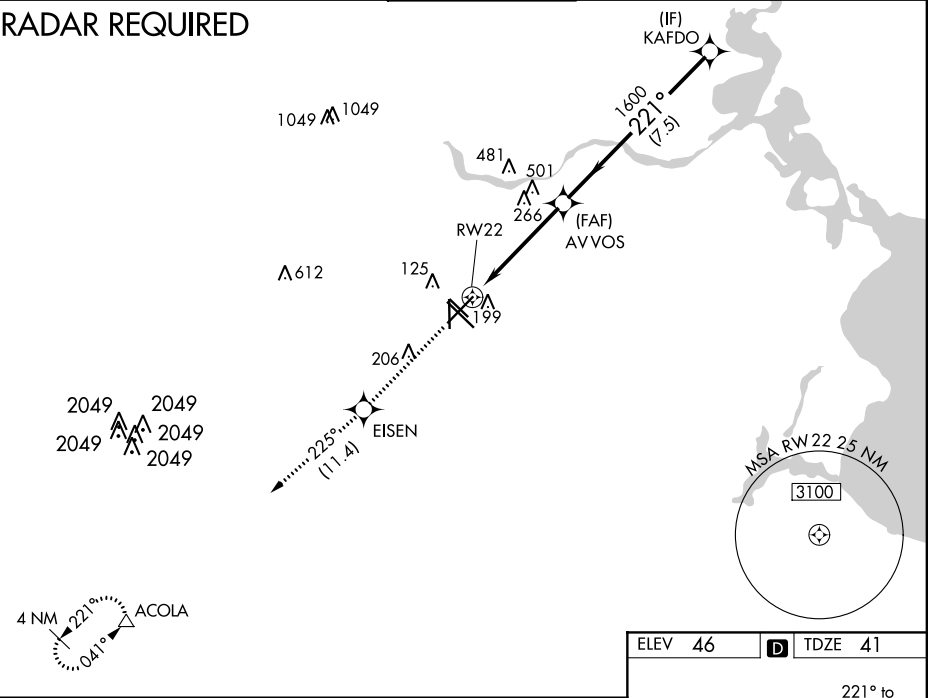 RADAR REQUIRED
(IF)
KAFDO
1600
221°
(7.5)
1049
1049
481
501
266
(FAF)
AVVOS
RW22
612
125
199
206
2049
2049
2049
2049
2049
EISEN
225°
(11.4)
MSA RW22 25 NM
3100
4 NM
221°
041°
ACOLA
ELEV 46
D
TDZE 41
221° to